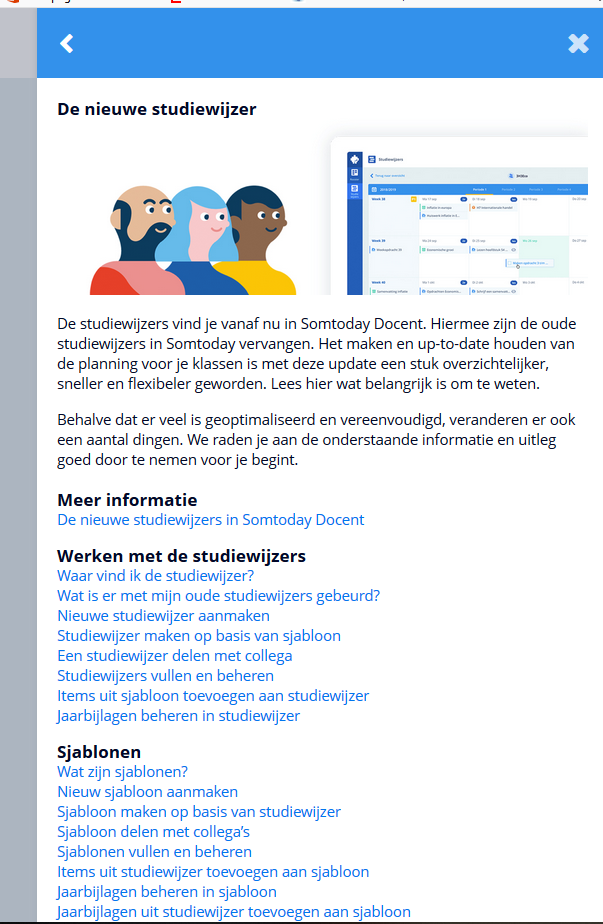 De nieuwe studiewijzer
Studiewijzers
De studiewijzers vind je vanaf nu in Somtoday Docent. Hiermee zijn de oude
studiewijzers in Somtoday vervangen. Het maken en up-to-date houden van
de planning voor je klassen is met deze update een stuk overzichtelijker,
sneller en flexibeler geworden. Lees hier wat belangrijk is om te weten.
Behalve dat er veel is geoptimaliseerd en vereenvoudigd, veranderen er ook
een aantal dingen. We raden je aan de onderstaande informatie en uitleg
goed door te nemen voor je begint.
Meer informatie
De nieuwe studiewijzers in Somtoday Docent
Werken met de studiewijzers
Waar vind ik de studiewijzer?
Wat is er met mijn oude studiewijzers gebeurd?
Nieuwe studiewijzer aanmaken
Studiewijzer maken op basis van sjabloon
Een studiewijzer delen met collega
Studiewijzers vullen en beheren
Items uit sjabloon toevoegen aan studiewijzer
Jaarbijlagen beheren in studiewijzer
Sjablonen
Wat zijn sjablonen?
Nieuw sjabloon aanmaken
Sjabloon maken op basis van studiewijzer
Sjabloon delen met collega's
Sjablonen vullen en beheren
Items uit studiewijzer toevoegen aan sjabloon
Jaarbijlagen beheren in sjabloon
Jaarbijlagen uit studiewijzer toevoegen aan sjabloon